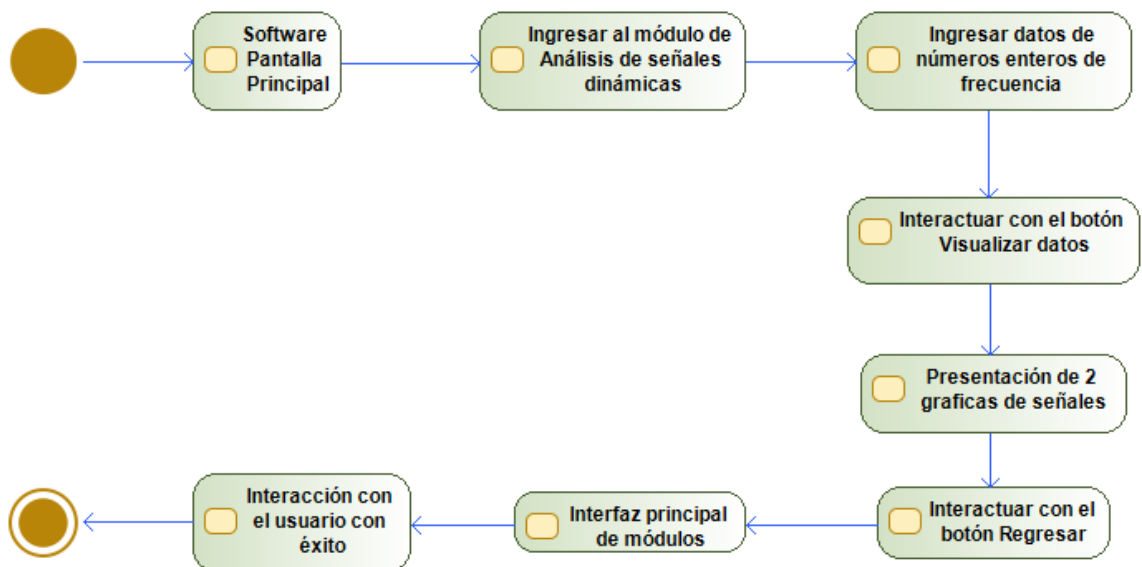 Software
Pantalla
Principal
Ingresar al módulo de
Análisis de señales
dinámicas
Ingresar datos de
números enteros de
frecuencia
Interactuar con el botón
Visualizar datos
Presentación de 2
graficas de señales
Interactuar con el
botón Regresar
Interfaz principal
de módulos
Interacción con
el usuario con
éxito